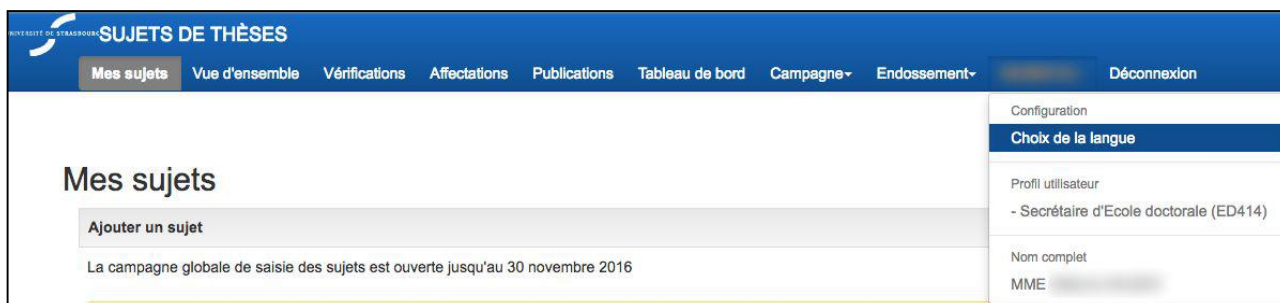 UNIVERSITÉ DE STRASBOURG
SUJETS DE THÈSES
Mes sujets Vue d'ensemble Vérifications Affectations Publications Tableau de bord Campagne Endossement Déconnexion
Configuration
Choix de la langue
Profil utilisateur
- Secrétaire d'Ecole doctorale (ED414)
Nom complet
MME
Mes sujets
Ajouter un sujet
La campagne globale de saisie des sujets est ouverte jusqu'au 30 novembre 2016